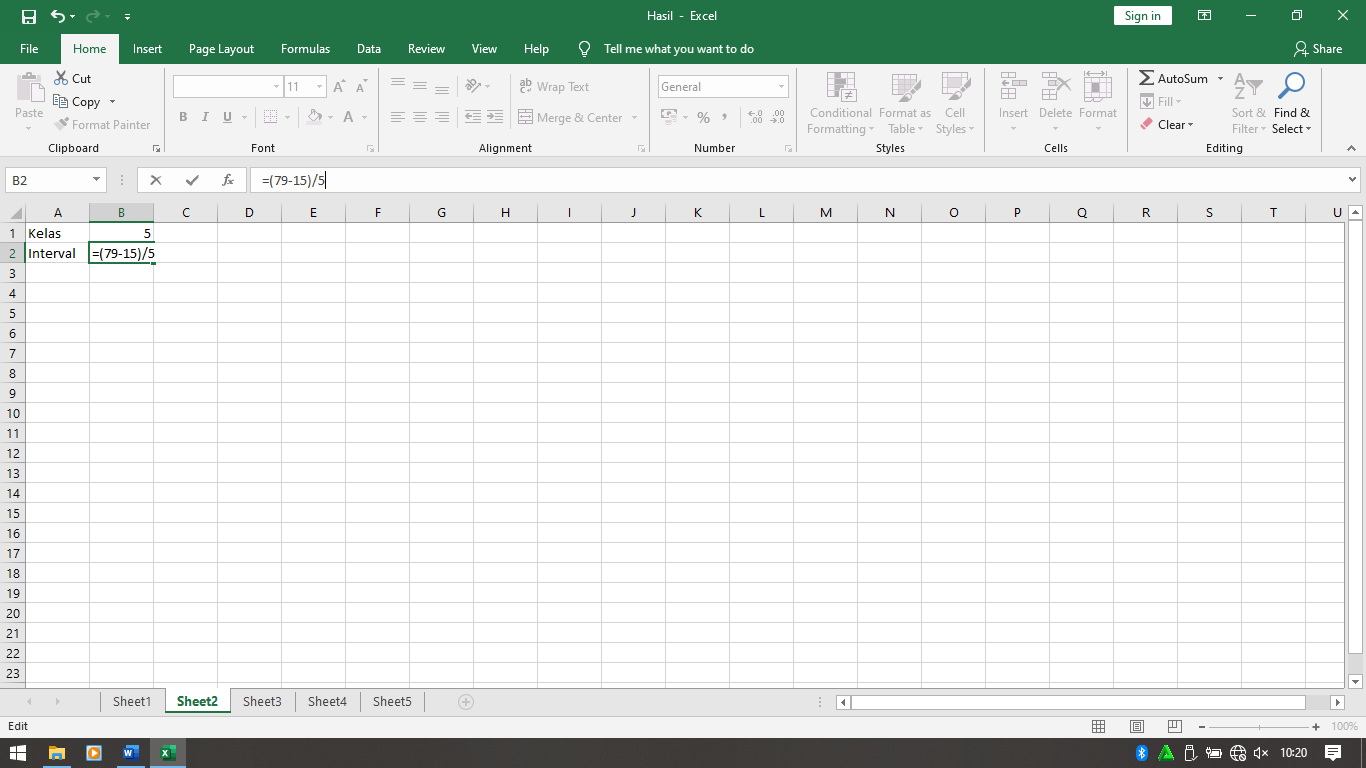 Hasil - Excel
Sign in
File Home Insert Page Layout Formulas Data Review View Help Tell me what you want to do Share
Paste Cut Copy Format Painter Clipboard
11 B I U A A A Font
ab Wrap Text Merge & Center Alignment
General % , .00 .0 Number
Conditional Formatting Format as Table Cell Styles Styles
Insert Delete Format Cells
AutoSum Fill Clear Sort & Filter Find & Select Editing
B2 fx =(79-15)/5
A B C D E F G H I J K L M N O P Q R S T U
1 Kelas 5
2 Interval =(79-15)/5
3
4
5
6
7
8
9
10
11
12
13
14
15
16
17
18
19
20
21
22
23
Sheet1 Sheet2 Sheet3 Sheet4 Sheet5
Edit 100%
10:20